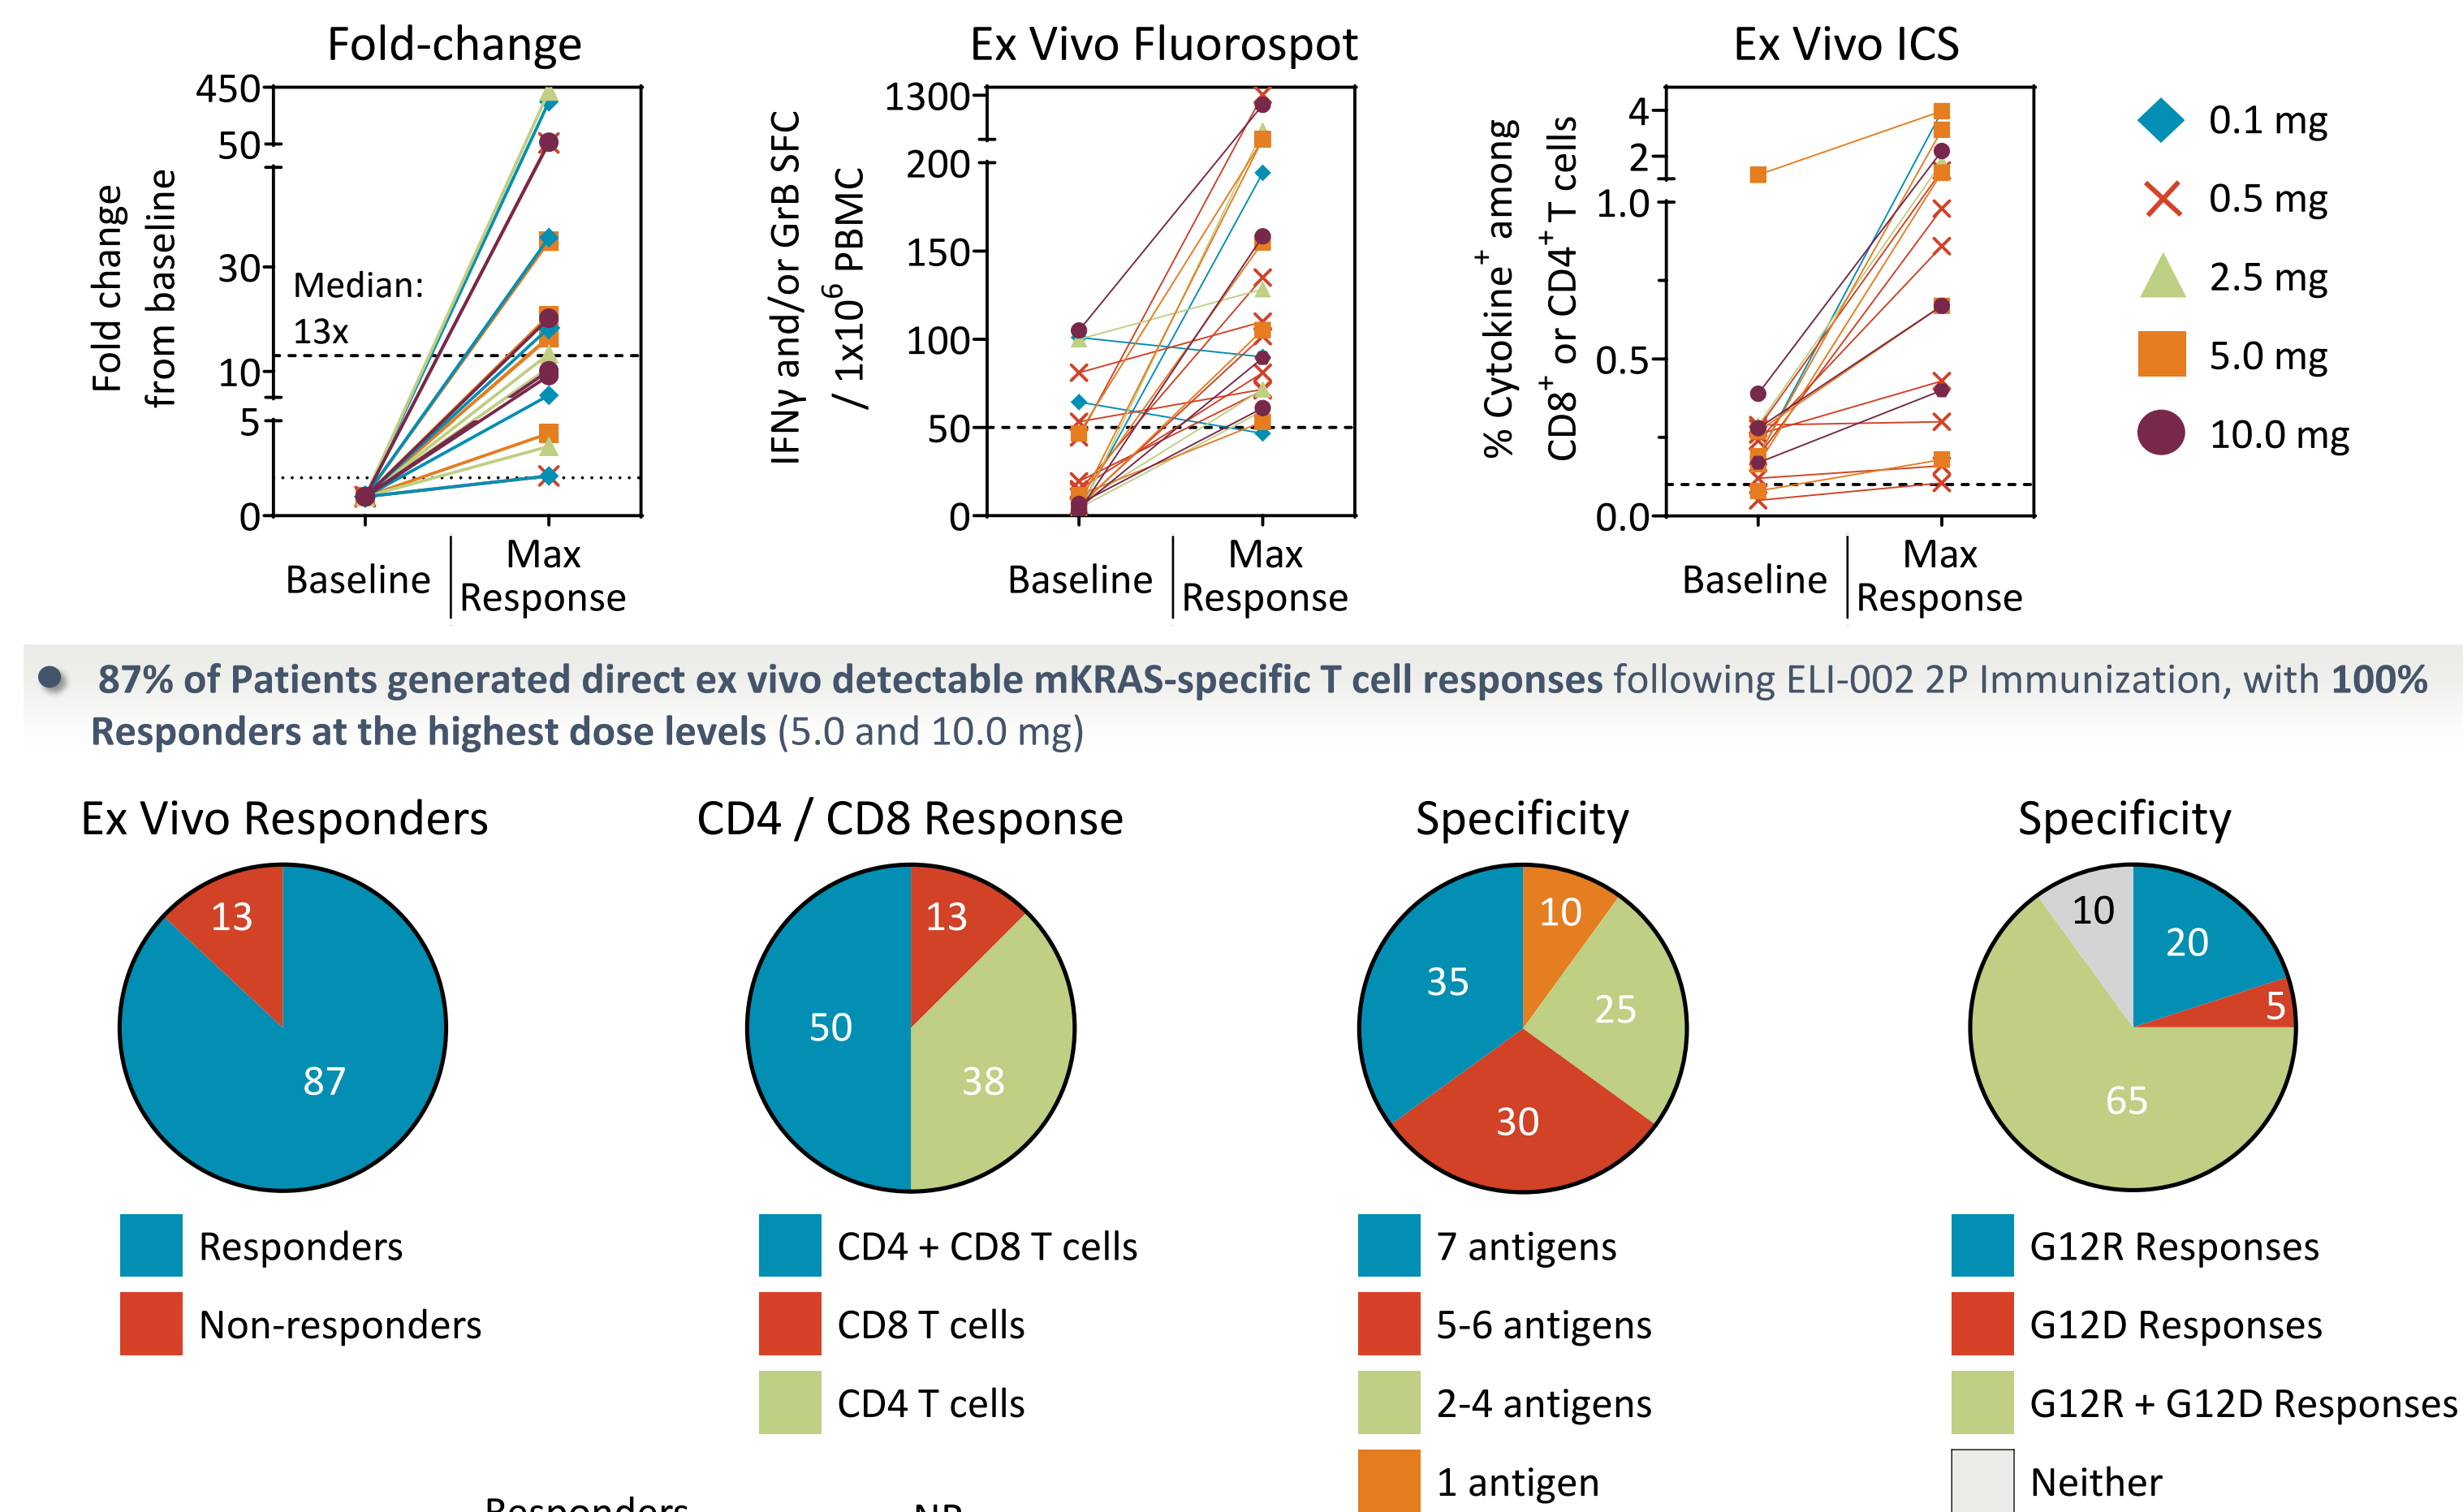 Fold-change
Fold change
from baseline
450
50
30
10
5
0
Median:
13x
Baseline
Max
Response
Ex Vivo Fluorospot
IFNγ and/or GrB SFC
/ 1x10⁶ PBMC
1300
200
150
100
50
0
Baseline
Max
Response
Ex Vivo ICS
% Cytokine⁺ among
CD8⁺ or CD4⁺T cells
4
2
1.0
0.5
0.0
Baseline
Max
Response
0.1 mg
0.5 mg
2.5 mg
5.0 mg
10.0 mg
• 87% of Patients generated direct ex vivo detectable mKRAS-specific T cell responses following ELI-002 2P Immunization, with 100%
Responders at the highest dose levels (5.0 and 10.0 mg)
Ex Vivo Responders
13
87
Responders
Non-responders
CD4 / CD8 Response
13
50
38
CD4 + CD8 T cells
CD8 T cells
CD4 T cells
Specificity
10
35
25
30
7 antigens
5-6 antigens
2-4 antigens
1 antigen
Specificity
10
20
5
65
G12R Responses
G12D Responses
G12R + G12D Responses
Neither
Responders